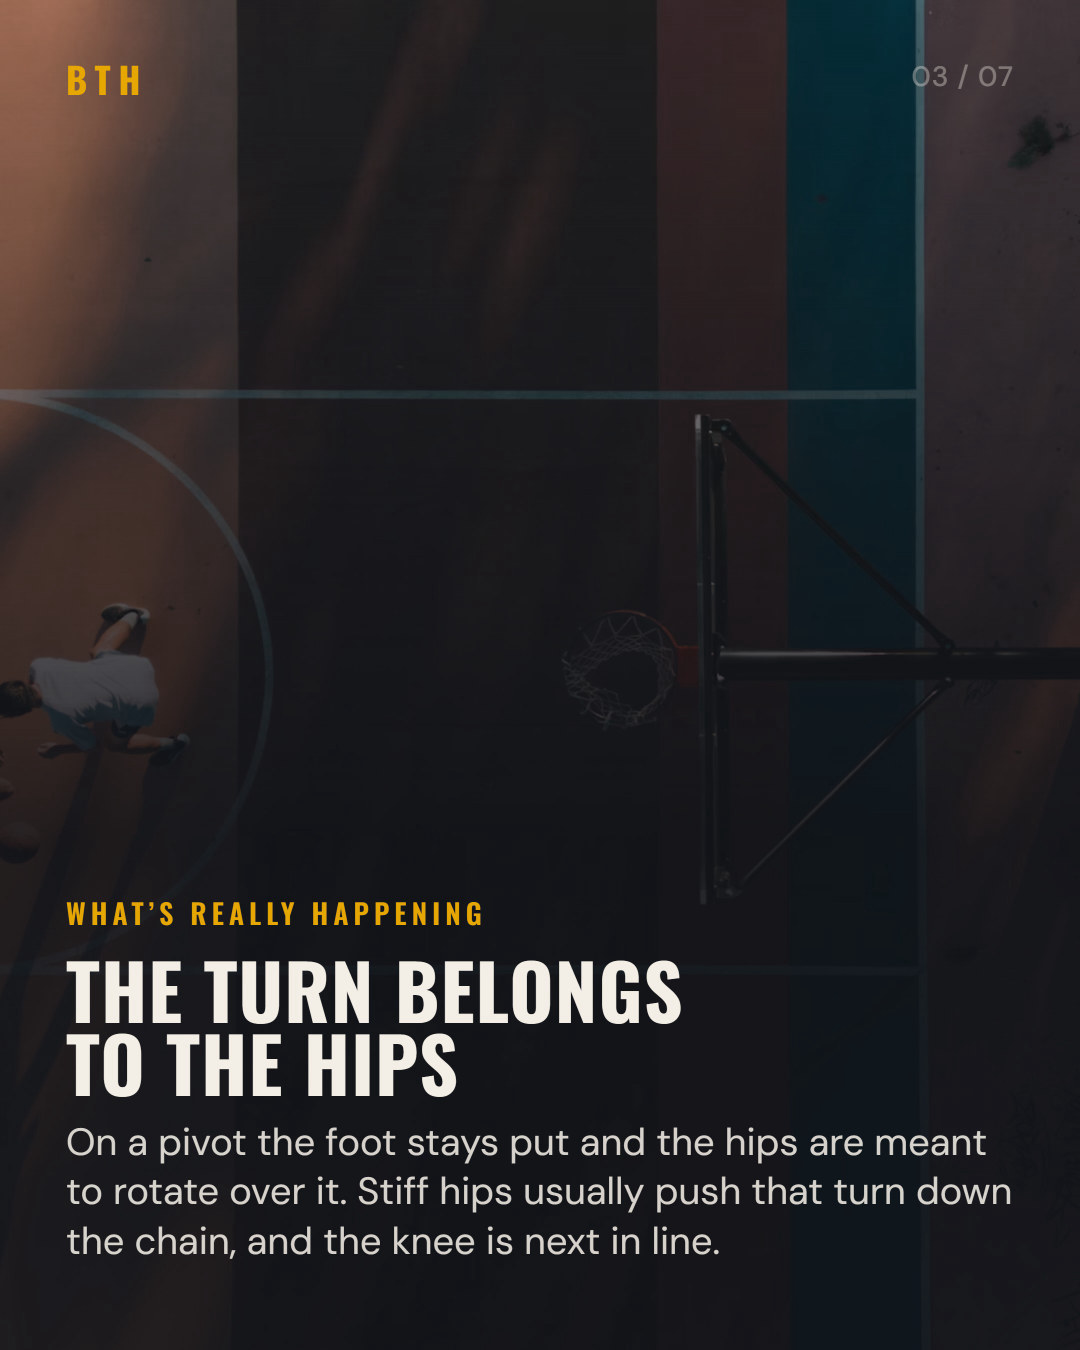 BTH
03 / 07
WHAT’S REALLY HAPPENING
THE TURN BELONGS
TO THE HIPS
On a pivot the foot stays put and the hips are meant
to rotate over it. Stiff hips usually push that turn down
the chain, and the knee is next in line.